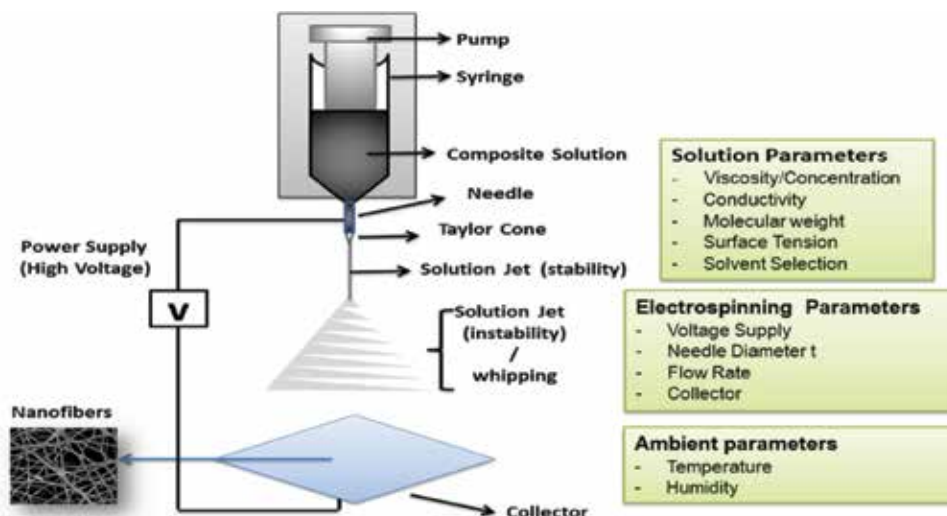 Pump
Syringe
Composite Solution
Needle
Taylor Cone
Power Supply
(High Voltage)
Solution Jet (stability)
V
Solution Jet
(instability)
/
whipping
Nanofibers
Collector
Solution Parameters
- Viscosity/Concentration
- Conductivity
- Molecular weight
- Surface Tension
- Solvent Selection
Electrospinning Parameters
- Voltage Supply
- Needle Diameter t
- Flow Rate
- Collector
Ambient parameters
- Temperature
- Humidity